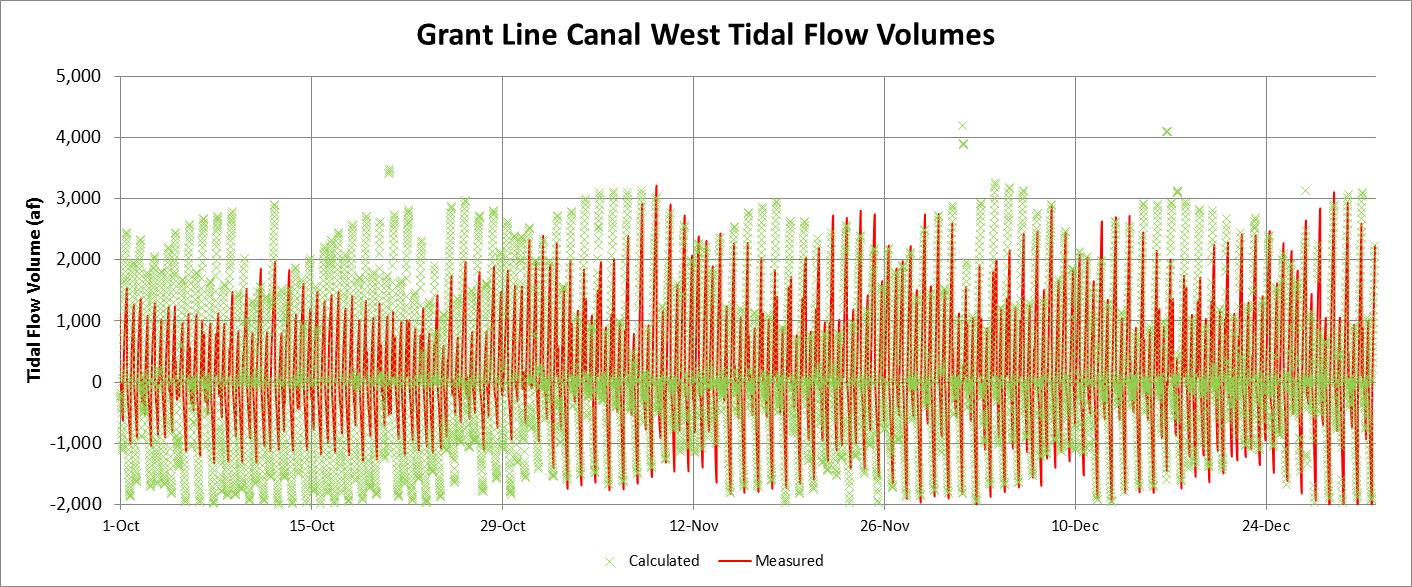 Grant Line Canal West Tidal Flow Volumes
Tidal Flow Volume (af)
5,000
4,000
3,000
2,000
1,000
0
-1,000
-2,000
1-Oct 15-Oct 29-Oct 12-Nov 26-Nov 10-Dec 24-Dec
Calculated Measured